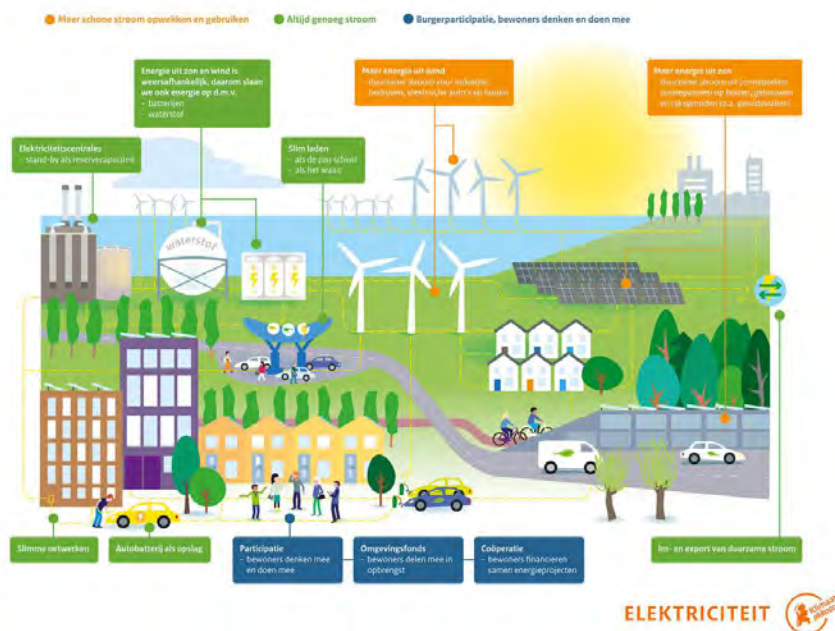 Meer schone stroom opwekken en gebruiken
Altijd genoeg stroom
Burgerparticipatie, bewoners denken en doen mee
Energie uit zon en wind is
weersafhankelijk, daarom slaan
we ook energie op d.m.v.
– batterijen
– waterstof
Meer energie uit wind
– duurzame stroom voor industrie,
bedrijven, elektrische auto's en huizen
Meer energie uit zon
– duurzame stroom uit zonneparken,
zonnepanelen op huizen, gebouwen
en raksgronden (o.a. geluidswallen)
Elektriciteitscentrales
– stand-by als reservecapaciteit
Slim laden
– als de zon schijnt
– als het waait
waterstof
Slimme netwerken
Autobatterij als opslag
Participatie
– bewoners denken mee
en doen mee
Omgevingsfonds
– bewoners delen mee in
opbrengst
Coöperatie
– bewoners financieren
samen energieprojecten
Im- en export van duurzame stroom
ELEKTRICITEIT
Klimaat
akkoord